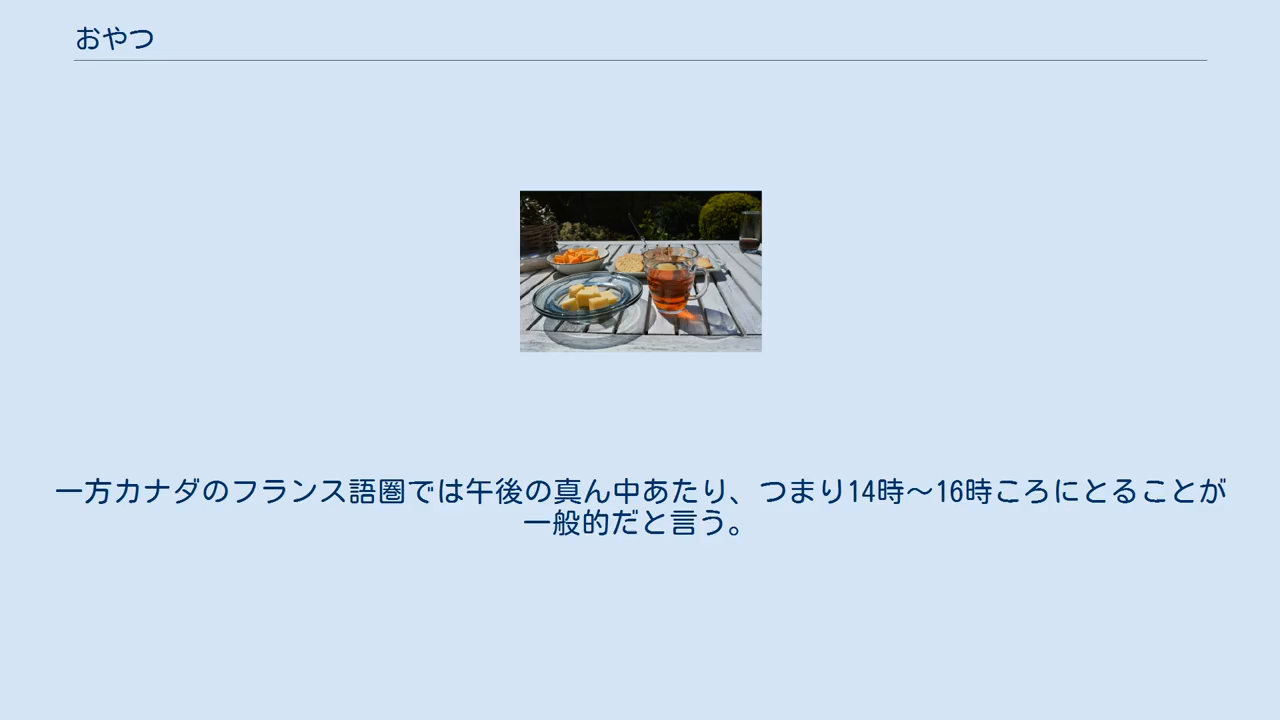 おやつ
一方カナダのフランス語圏では午後の真ん中あたり、つまり14時～16時ころにとることが
一般的だと言う。